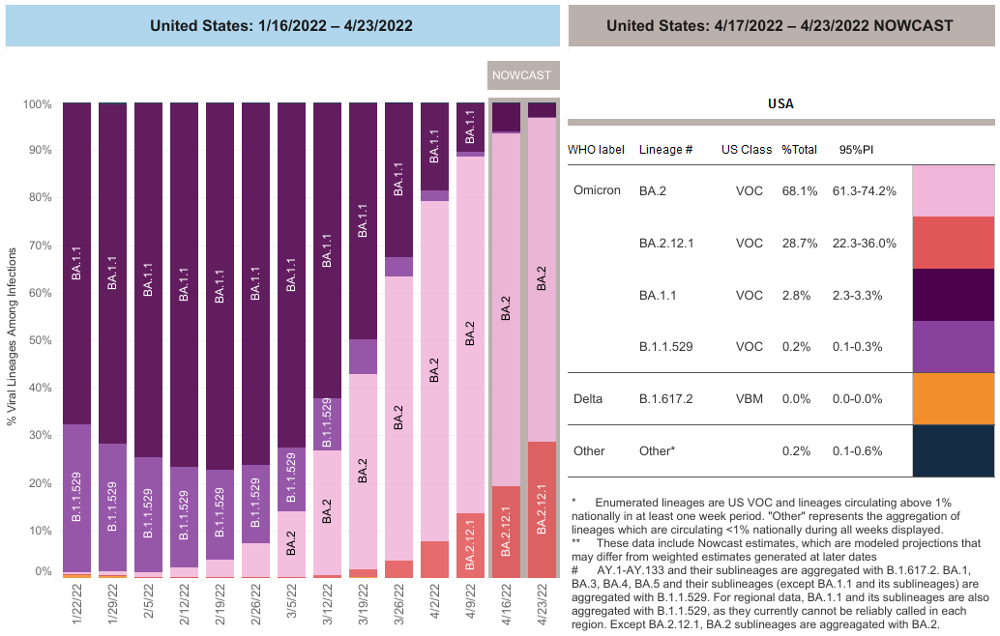 United States: 1/16/2022 – 4/23/2022
United States: 4/17/2022 – 4/23/2022 NOWCAST
NOWCAST
% Viral Lineages Among Infections
100%
90%
80%
70%
60%
50%
40%
30%
20%
10%
0%
BA.1.1
B.1.1.529
BA.1.1
B.1.1.529
BA.1.1
B.1.1.529
BA.1.1
B.1.1.529
BA.1.1
B.1.1.529
BA.1.1
B.1.1.529
BA.1.1
B.1.1.529
BA.2
BA.1.1
B.1.1.529
BA.2
BA.1.1
BA.2
BA.1.1
BA.2
BA.1.1
BA.2
BA.1.1
BA.2
BA.2.12.1
BA.2
BA.2.12.1
BA.2
BA.2.12.1
1/22/22
1/29/22
2/5/22
2/12/22
2/19/22
2/26/22
3/5/22
3/12/22
3/19/22
3/26/22
4/2/22
4/9/22
4/16/22
4/23/22
USA
WHO label Lineage # US Class %Total 95%PI
Omicron BA.2 VOC 68.1% 61.3-74.2%
BA.2.12.1 VOC 28.7% 22.3-36.0%
BA.1.1 VOC 2.8% 2.3-3.3%
B.1.1.529 VOC 0.2% 0.1-0.3%
Delta B.1.617.2 VBM 0.0% 0.0-0.0%
Other Other* 0.2% 0.1-0.6%
* Enumerated lineages are US VOC and lineages circulating above 1%
nationally in at least one week period. "Other" represents the aggregation of
lineages which are circulating <1% nationally during all weeks displayed.
** These data include Nowcast estimates, which are modeled projections that
may differ from weighted estimates generated at later dates
# AY.1-AY.133 and their sublineages are aggregated with B.1.617.2. BA.1,
BA.3, BA.4, BA.5 and their sublineages (except BA.1.1 and its sublineages) are
aggregated with B.1.1.529. For regional data, BA.1.1 and its sublineages are also
aggregated with B.1.1.529, as they currently cannot be reliably called in each
region. Except BA.2.12.1, BA.2 sublineages are aggreagated with BA.2.